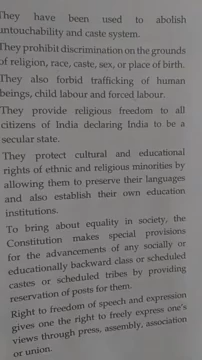 They have been used to abolish
untouchability and caste system.
They prohibit discrimination on the grounds
of religion, race, caste, sex, or place of birth.
They also forbid trafficking of human
beings, child labour and forced labour.
They provide religious freedom to all
citizens of India declaring India to be a
secular state.
They protect cultural and educational
rights of ethnic and religious minorities by
allowing them to preserve their languages
and also establish their own education
institutions.
To bring about equality in society, the
Constitution makes special provisions
for the advancements of any socially or
educationally backward class or scheduled
castes or scheduled tribes by providing
reservation of posts for them.
Right to freedom of speech and expression
gives one the right to freely express one's
views through press, assembly, association
or union.